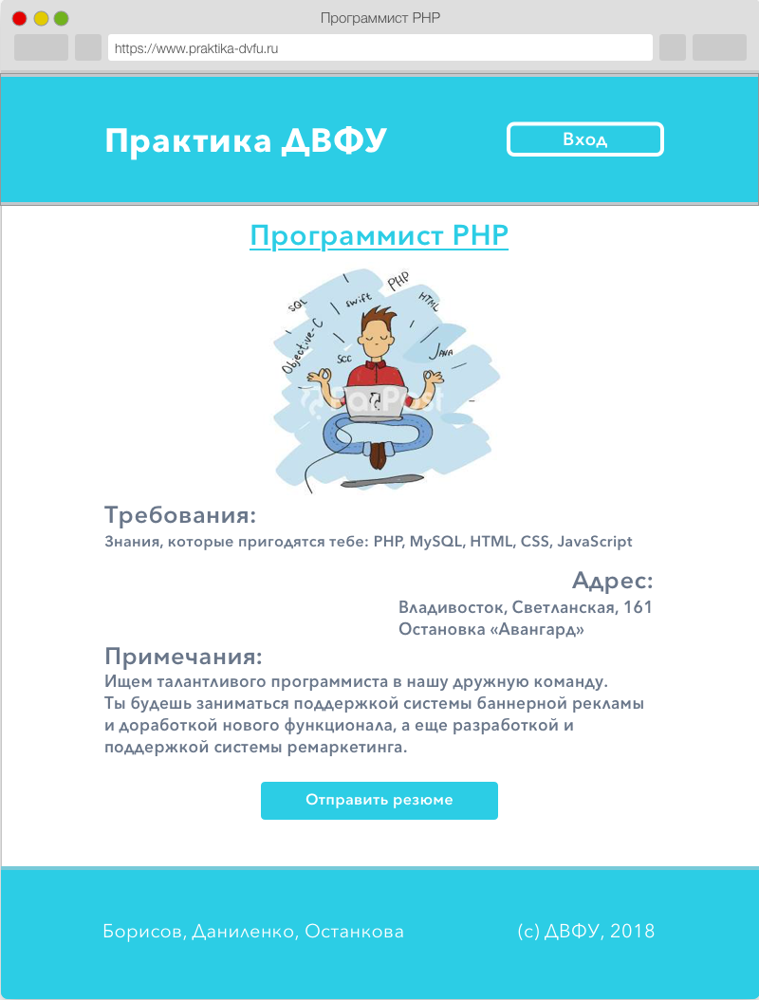 Программист PHP
https://www.praktika-dvfu.ru
Практика ДВФУ
Вход
Программист PHP
PHP
SQL
swift
HTML
Objective-C
SCC
JAVA
FarPost
Требования:
Знания, которые пригодятся тебе: PHP, MySQL, HTML, CSS, JavaScript
Адрес:
Владивосток, Светланская, 161
Остановка «Авангард»
Примечания:
Ищем талантливого программиста в нашу дружную команду.
Ты будешь заниматься поддержкой системы баннерной рекламы
и доработкой нового функционала, а еще разработкой и
поддержкой системы ремаркетинга.
Отправить резюме
Борисов, Даниленко, Останкова
(с) ДВФУ, 2018